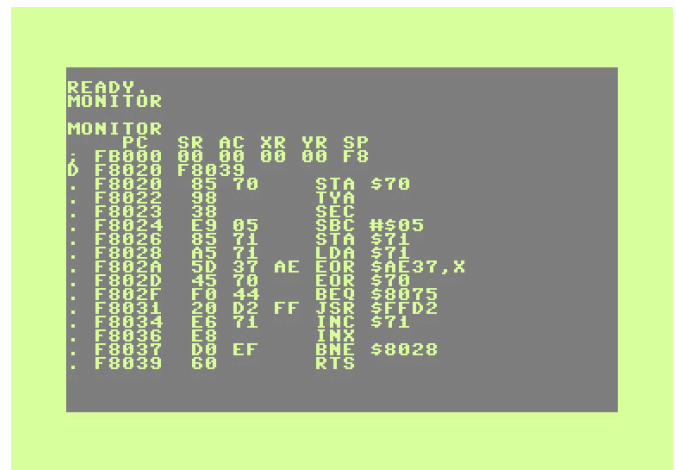 READY.
MONITOR
MONITOR
PC SR AC XR YR SP
; FB000 00 00 00 00 F8
D F8020 F8039
. F8020 85 70 STA $70
. F8022 98 TYA
. F8023 38 SEC
. F8024 E9 05 SBC #$05
. F8026 85 71 STA $71
. F8028 A5 71 LDA $71
. F802A 5D 37 AE EOR $AE37,X
. F802D 45 70 EOR $70
. F802F F0 44 BEQ $8075
. F8031 20 D2 FF JSR $FFD2
. F8034 E6 71 INC $71
. F8036 E8 INX
. F8037 D0 EF BNE $8028
. F8039 60 RTS